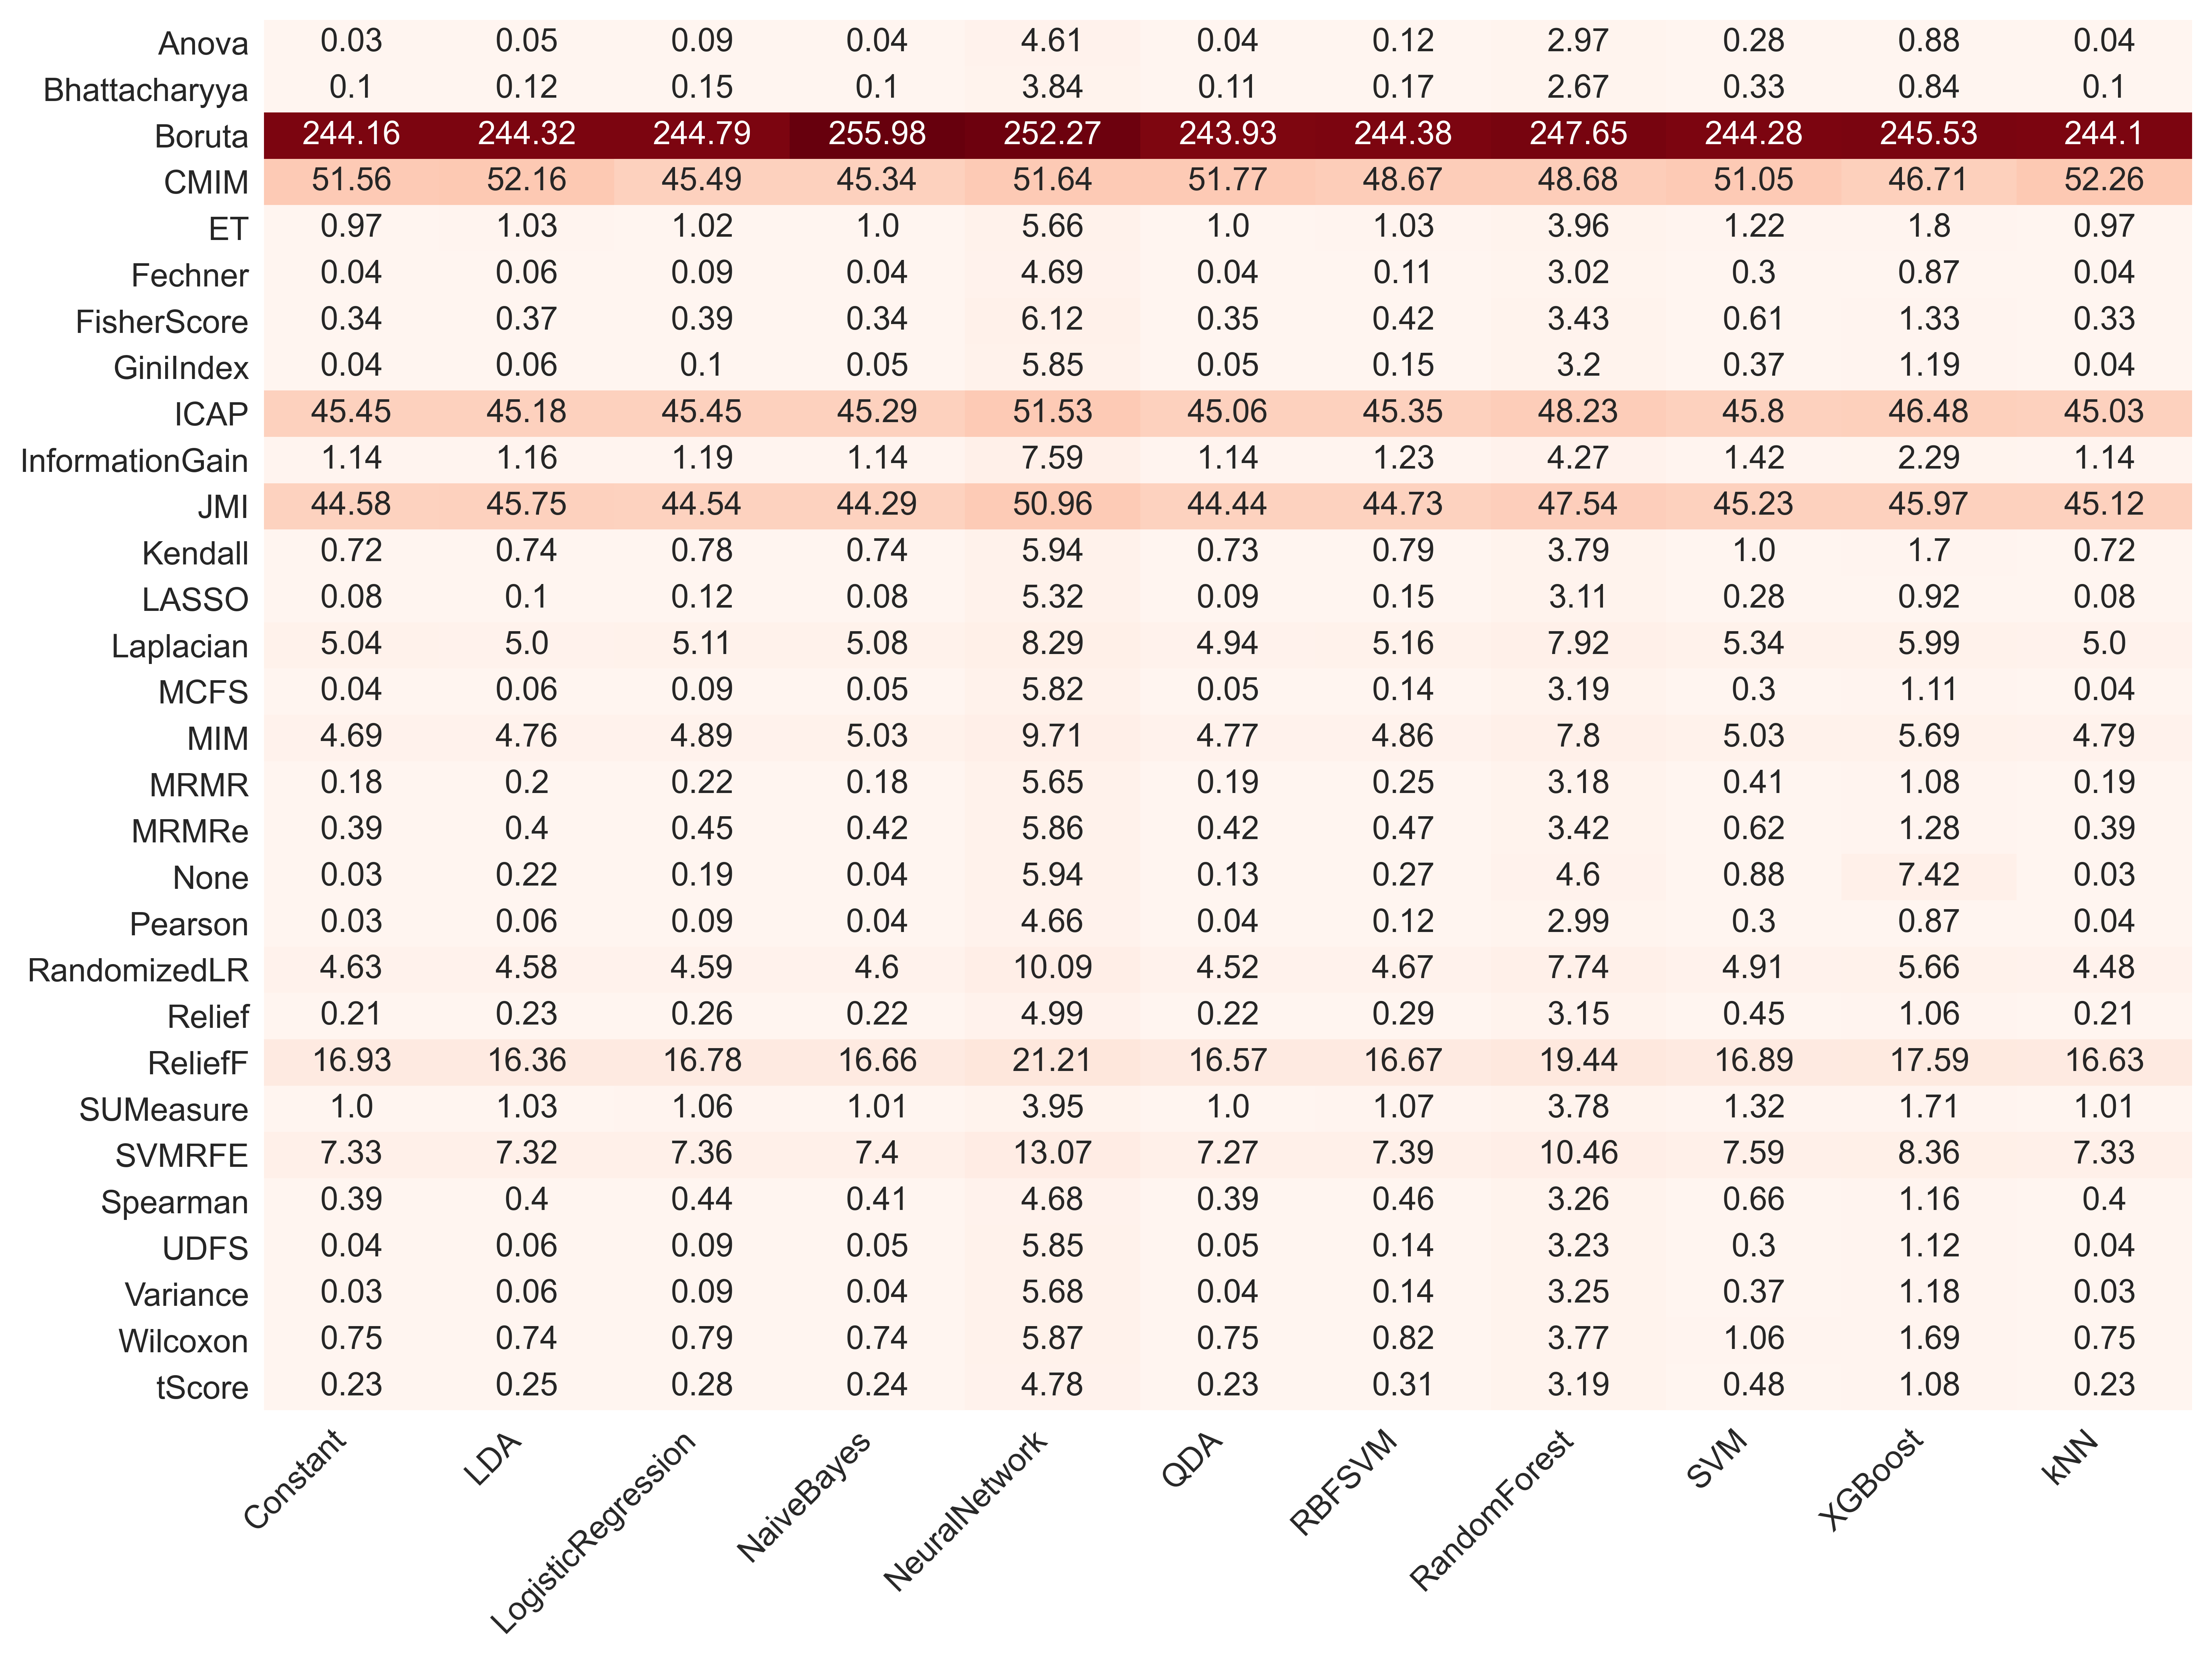 Anova 0.03 0.05 0.09 0.04 4.61 0.04 0.12 2.97 0.28 0.88 0.04
Bhattacharyya 0.1 0.12 0.15 0.1 3.84 0.11 0.17 2.67 0.33 0.84 0.1
Boruta 244.16 244.32 244.79 255.98 252.27 243.93 244.38 247.65 244.28 245.53 244.1
CMIM 51.56 52.16 45.49 45.34 51.64 51.77 48.67 48.68 51.05 46.71 52.26
ET 0.97 1.03 1.02 1.0 5.66 1.0 1.03 3.96 1.22 1.8 0.97
Fechner 0.04 0.06 0.09 0.04 4.69 0.04 0.11 3.02 0.3 0.87 0.04
FisherScore 0.34 0.37 0.39 0.34 6.12 0.35 0.42 3.43 0.61 1.33 0.33
GiniIndex 0.04 0.06 0.1 0.05 5.85 0.05 0.15 3.2 0.37 1.19 0.04
ICAP 45.45 45.18 45.45 45.29 51.53 45.06 45.35 48.23 45.8 46.48 45.03
InformationGain 1.14 1.16 1.19 1.14 7.59 1.14 1.23 4.27 1.42 2.29 1.14
JMI 44.58 45.75 44.54 44.29 50.96 44.44 44.73 47.54 45.23 45.97 45.12
Kendall 0.72 0.74 0.78 0.74 5.94 0.73 0.79 3.79 1.0 1.7 0.72
LASSO 0.08 0.1 0.12 0.08 5.32 0.09 0.15 3.11 0.28 0.92 0.08
Laplacian 5.04 5.0 5.11 5.08 8.29 4.94 5.16 7.92 5.34 5.99 5.0
MCFS 0.04 0.06 0.09 0.05 5.82 0.05 0.14 3.19 0.3 1.11 0.04
MIM 4.69 4.76 4.89 5.03 9.71 4.77 4.86 7.8 5.03 5.69 4.79
MRMR 0.18 0.2 0.22 0.18 5.65 0.19 0.25 3.18 0.41 1.08 0.19
MRMRe 0.39 0.4 0.45 0.42 5.86 0.42 0.47 3.42 0.62 1.28 0.39
None 0.03 0.22 0.19 0.04 5.94 0.13 0.27 4.6 0.88 7.42 0.03
Pearson 0.03 0.06 0.09 0.04 4.66 0.04 0.12 2.99 0.3 0.87 0.04
RandomizedLR 4.63 4.58 4.59 4.6 10.09 4.52 4.67 7.74 4.91 5.66 4.48
Relief 0.21 0.23 0.26 0.22 4.99 0.22 0.29 3.15 0.45 1.06 0.21
ReliefF 16.93 16.36 16.78 16.66 21.21 16.57 16.67 19.44 16.89 17.59 16.63
SUMeasure 1.0 1.03 1.06 1.01 3.95 1.0 1.07 3.78 1.32 1.71 1.01
SVMRFE 7.33 7.32 7.36 7.4 13.07 7.27 7.39 10.46 7.59 8.36 7.33
Spearman 0.39 0.4 0.44 0.41 4.68 0.39 0.46 3.26 0.66 1.16 0.4
UDFS 0.04 0.06 0.09 0.05 5.85 0.05 0.14 3.23 0.3 1.12 0.04
Variance 0.03 0.06 0.09 0.04 5.68 0.04 0.14 3.25 0.37 1.18 0.03
Wilcoxon 0.75 0.74 0.79 0.74 5.87 0.75 0.82 3.77 1.06 1.69 0.75
tScore 0.23 0.25 0.28 0.24 4.78 0.23 0.31 3.19 0.48 1.08 0.23
Constant LDA LogisticRegression NaiveBayes NeuralNetwork QDA RBFSVM RandomForest SVM XGBoost kNN